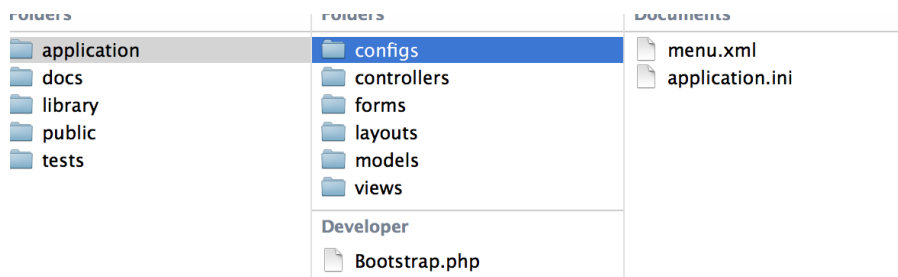 Folders
application
docs
library
public
tests
Folders
configs
controllers
forms
layouts
models
views
Developer
Bootstrap.php
Documents
menu.xml
application.ini